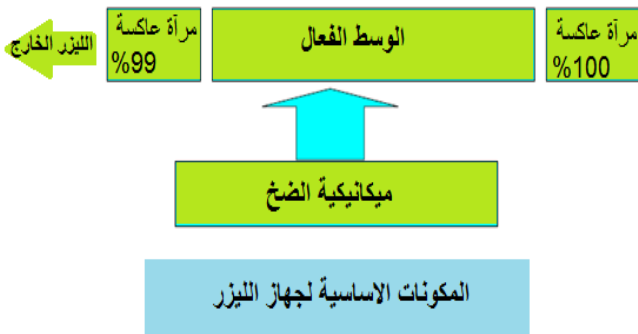 مرآة عاكسة
100%
الوسط الفعال
مرآة عاكسة
99%
الليزر الخارج
ميكانيكية الضخ
المكونات الاساسية لجهاز الليزر